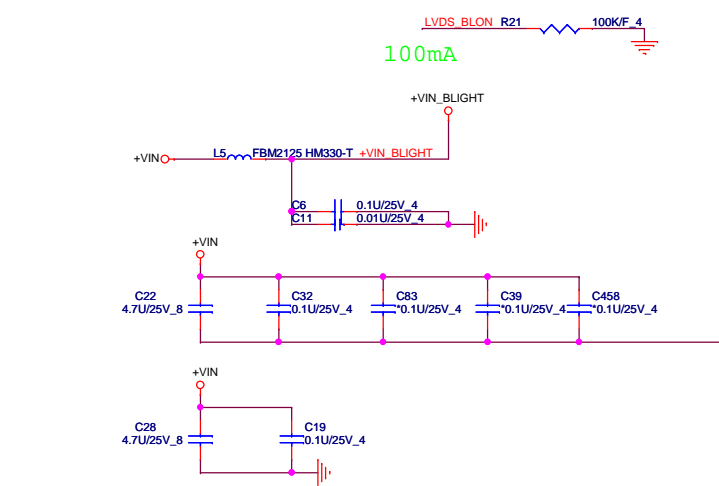 LVDS_BLON R21 100K/F_4
100mA
+VIN_BLIGHT
+VIN L5 FBM2125 HM330-T +VIN_BLIGHT
C6 0.1U/25V_4
C11 0.01U/25V_4
+VIN
C22 C32 C83 C39 C458
4.7U/25V_8 0.1U/25V_4 *0.1U/25V_4 *0.1U/25V_4 *0.1U/25V_4
+VIN
C28 C19
4.7U/25V_8 0.1U/25V_4